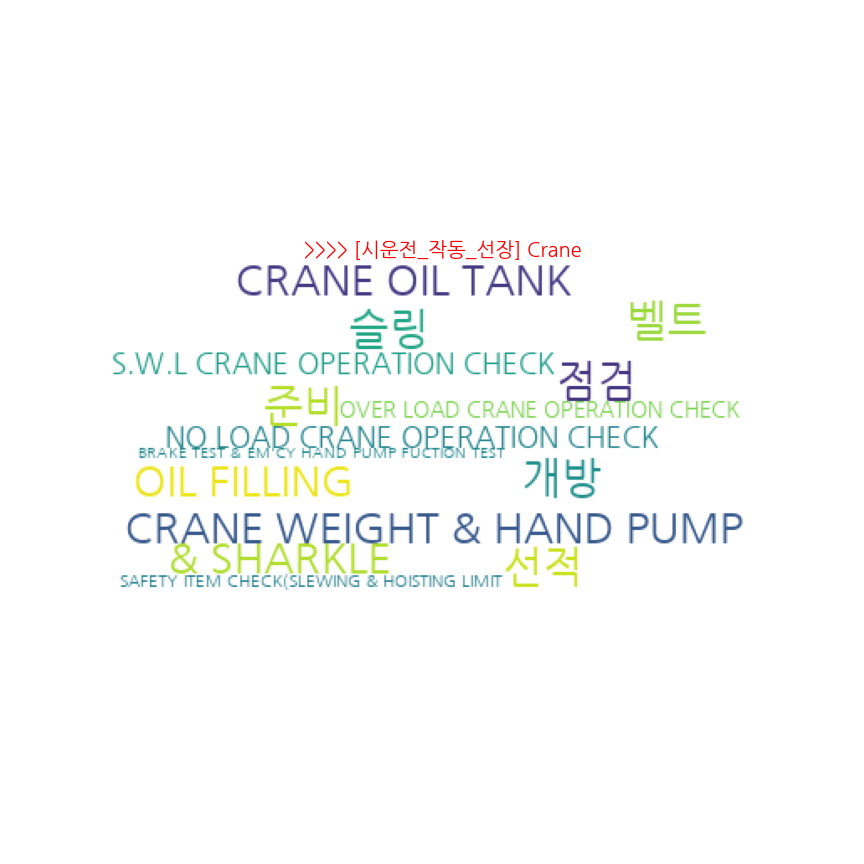 >>>> [시운전_작동_선장] Crane
CRANE OIL TANK
벨트
슬링
S.W.L CRANE OPERATION CHECK
점검
준비
OVER LOAD CRANE OPERATION CHECK
NO LOAD CRANE OPERATION CHECK
BRAKE TEST & EM'CY HAND PUMP FUCTION TEST
OIL FILLING
개방
CRANE WEIGHT & HAND PUMP
& SHARKLE
선적
SAFETY ITEM CHECK(SLEWING & HOISTING LIMIT